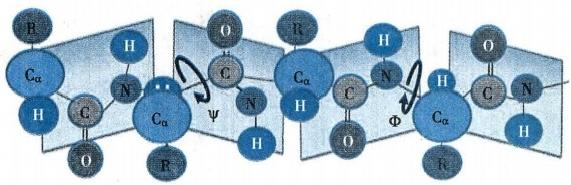 R H O R H O
Cα N C Cα N H C N
H C Cα ψ N H C Φ Cα H
O R H O R